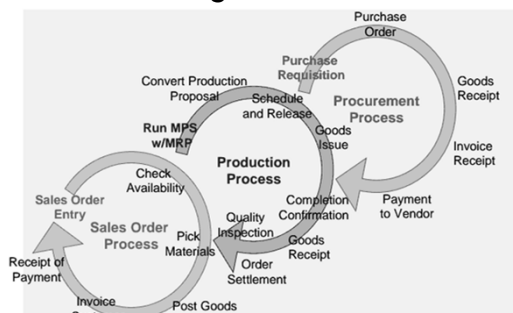 Purchase
Order
Purchase
Requisition
Goods
Receipt
Procurement
Process
Invoice
Receipt
Payment
to Vendor
Convert Production
Proposal
Schedule
and Release
Run MPS
w/MRP
Goods
Issue
Production
Process
Completion
Confirmation
Quality
Inspection
Goods
Receipt
Order
Settlement
Check
Availability
Sales Order
Entry
Sales Order
Process
Pick
Materials
Receipt of
Payment
Invoice
Post Goods